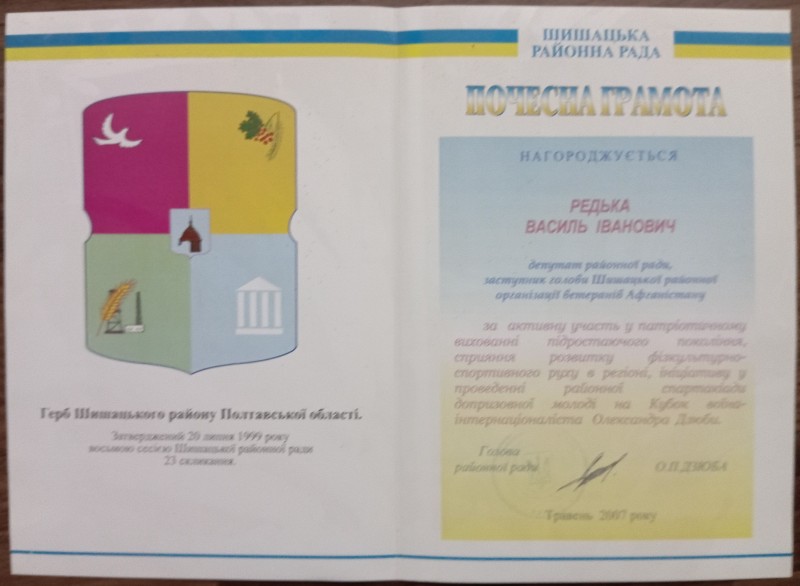 Герб Шишацького району Полтавської області.
Затверджений 20 липня 1999 року
восьмою сесією Шишацької районної ради
23 скликання.
ШИШАЦЬКА
РАЙОННА РАДА
ПОЧЕСНА ГРАМОТА
НАГОРОДЖУЄТЬСЯ
РЕДЬКА
ВАСИЛЬ ІВАНОВИЧ
депутат районної ради,
заступник голови Шишацької районної
організації ветеранів Афганістану
за активну участь у патріотичному
вихованні підростаючого покоління,
сприяння розвитку фізкультурно-
спортивного руху в регіоні, ініціативу у
проведенні районної спартакіади
допризовної молоді на Кубок воїна-
інтернаціоналіста Олександра Дзюби.
Голова
районної ради О.П.ДЗЮБА
Травень 2007 року